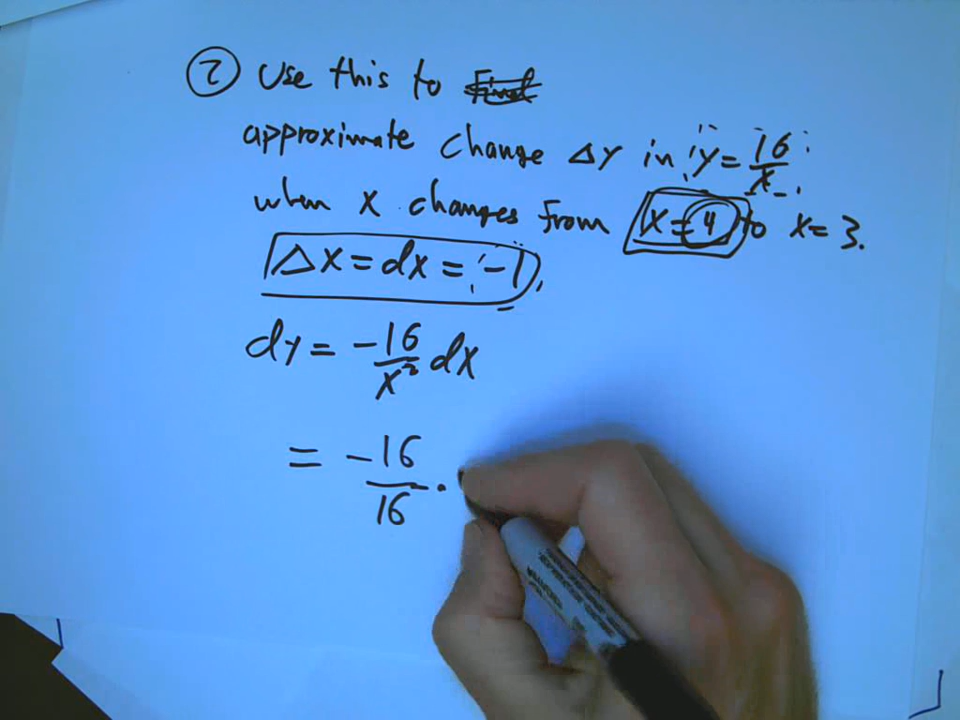 ② Use this to
approximate change Δy in y = 16/x
when x changes from x = 4 to x = 3.
Δx = dx = -1
dy = -16/x² dx
= -16/16 ·